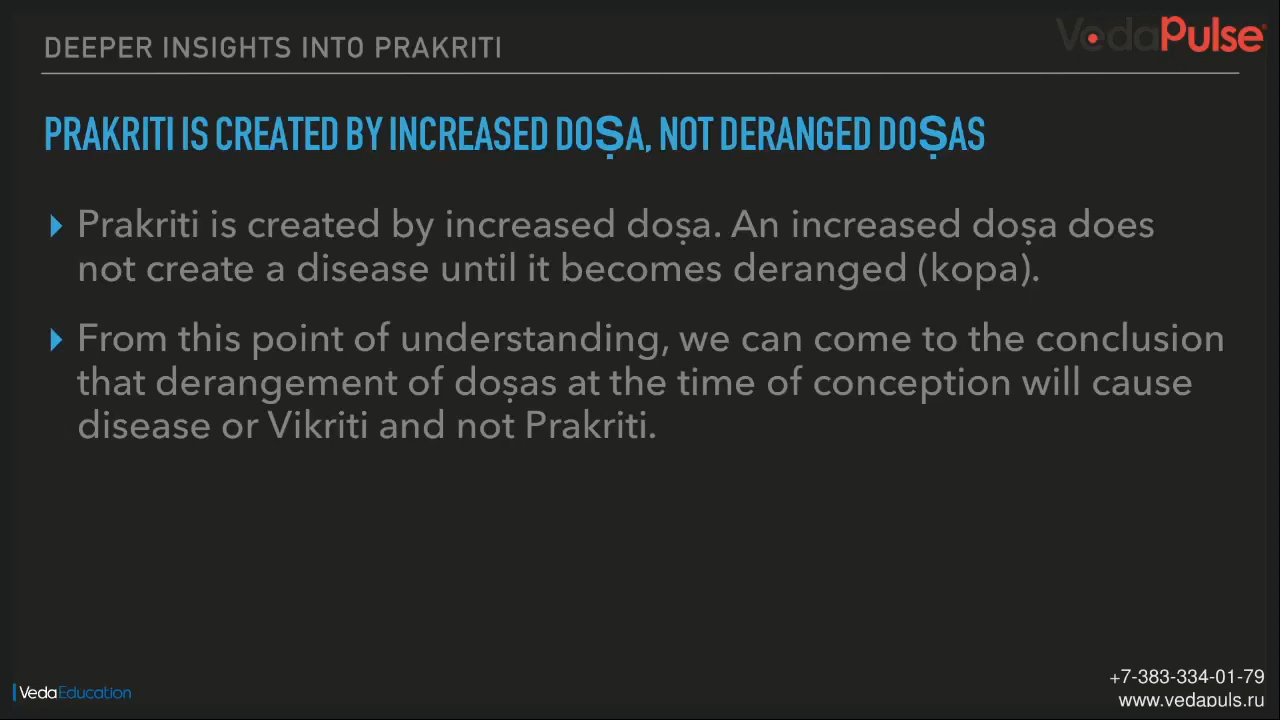 DEEPER INSIGHTS INTO PRAKRITI
VedaPulse®
PRAKRITI IS CREATED BY INCREASED DOṢA, NOT DERANGED DOṢAS
Prakriti is created by increased doṣa. An increased doṣa does
not create a disease until it becomes deranged (kopa).
From this point of understanding, we can come to the conclusion
that derangement of doṣas at the time of conception will cause
disease or Vikriti and not Prakriti.
VedaEducation
+7-383-334-01-79
www.vedapuls.ru